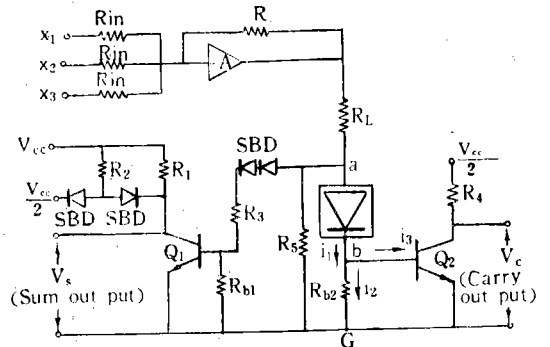 Rin
R
x1
Rin
A
x2
Rin
x3
RL
Vcc
SBD
Vcc/2
R2
R1
a
R4
Vcc/2
SBD
SBD
R3
R5
i1
b
i3
Q1
Q2
Vs
(Sum out put)
Rb1
Rb2
i2
Vc
(Carry out put)
G